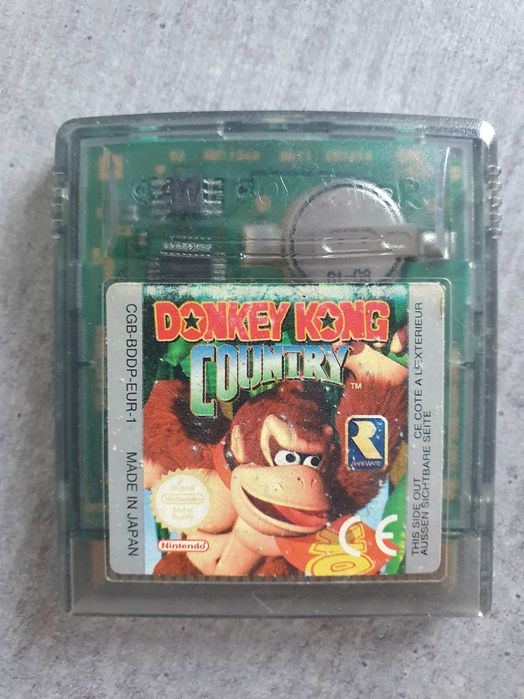 GAME BOY COLOR
DONKEY KONG
COUNTRY
TM
RAREWARE
Original
Nintendo
Seal of
Quality
Nintendo
CE
CGB-BDDP-EUR-1 MADE IN JAPAN
THIS SIDE OUT CE COTE A L'EXTERIEUR
AUSSEN SICHTBARE SEITE